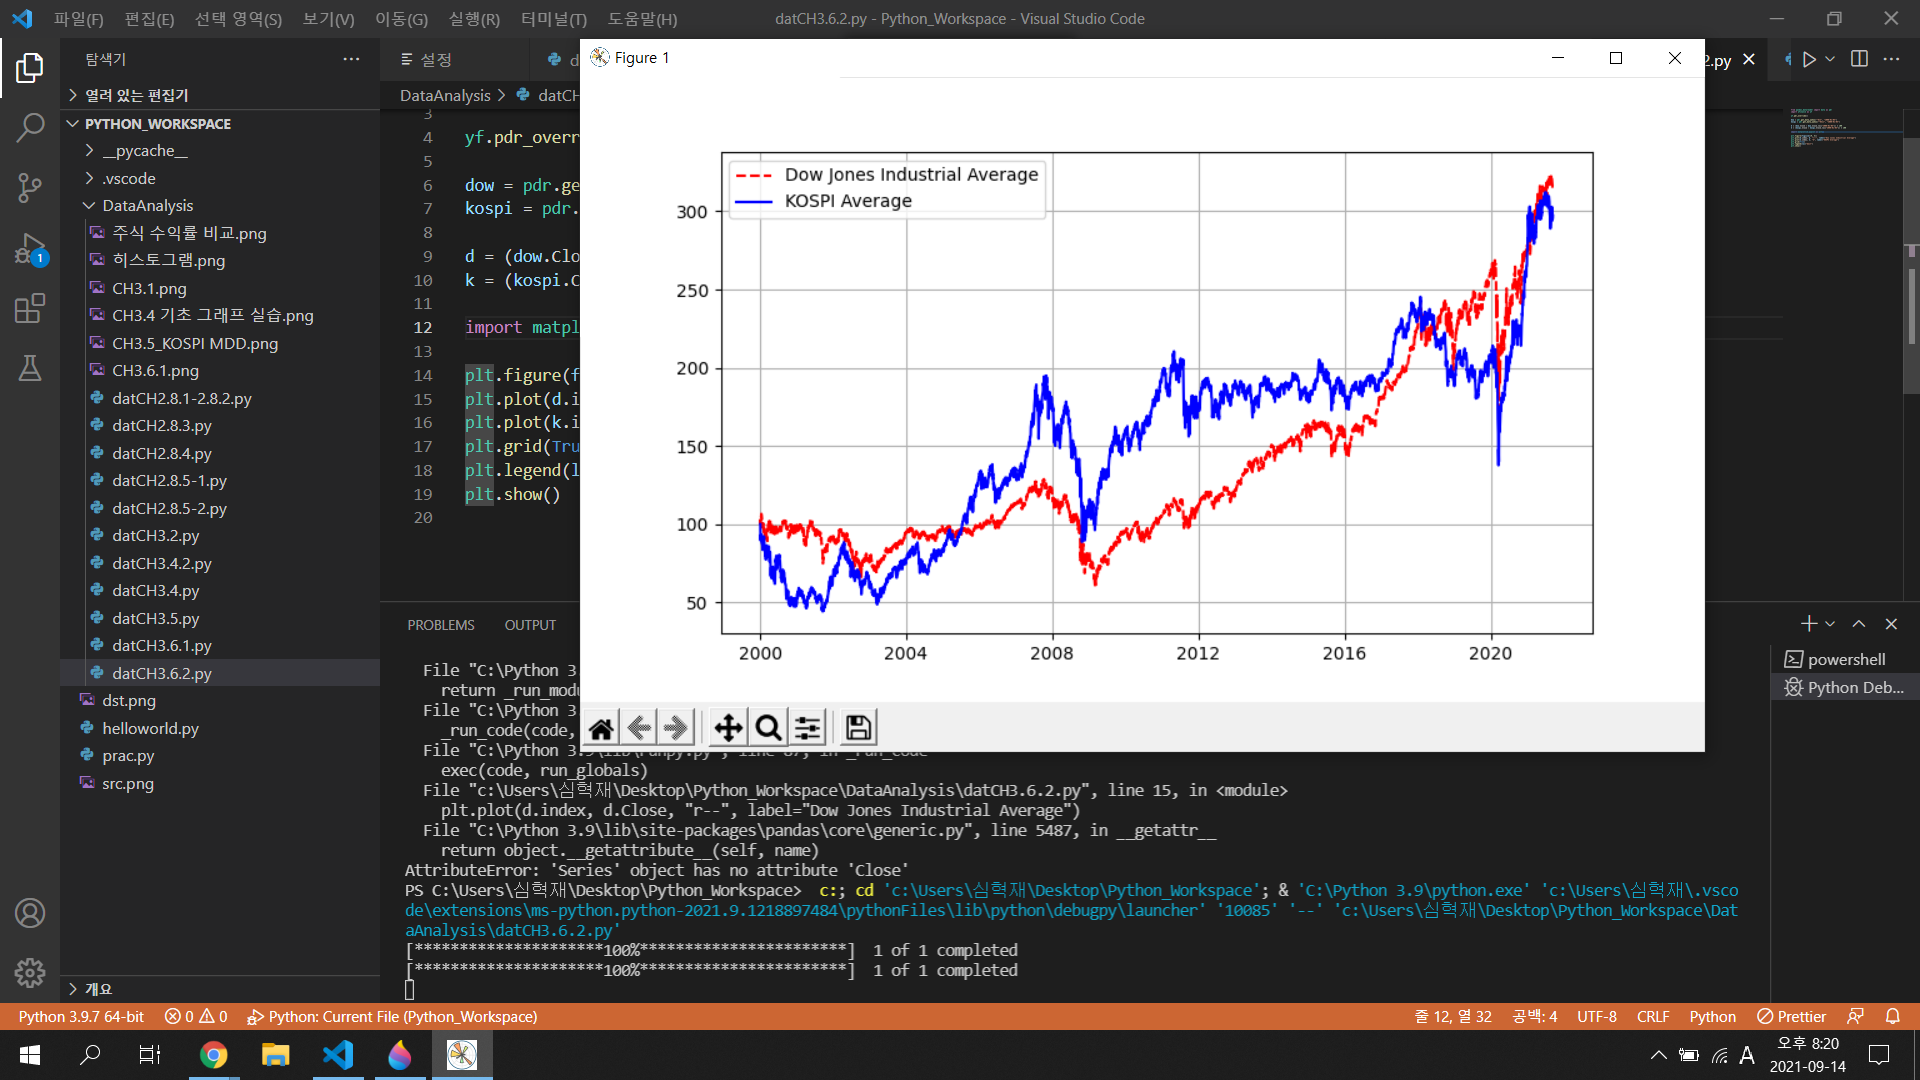 파일(F) 편집(E) 선택 영역(S) 보기(V) 이동(G) 실행(R) 터미널(T) 도움말(H) datCH3.6.2.py - Python_Workspace - Visual Studio Code
탐색기
설정
d
2.py
열려 있는 편집기
PYTHON_WORKSPACE
__pycache__
.vscode
DataAnalysis
주식 수익률 비교.png
히스토그램.png
CH3.1.png
CH3.4 기초 그래프 실습.png
CH3.5_KOSPI MDD.png
CH3.6.1.png
datCH2.8.1-2.8.2.py
datCH2.8.3.py
datCH2.8.4.py
datCH2.8.5-1.py
datCH2.8.5-2.py
datCH3.2.py
datCH3.4.2.py
datCH3.4.py
datCH3.5.py
datCH3.6.1.py
datCH3.6.2.py
dst.png
helloworld.py
prac.py
src.png
개요
1
DataAnalysis > datCH
3
4 yf.pdr_overr
5
6 dow = pdr.ge
7 kospi = pdr.
8
9 d = (dow.Clo
10 k = (kospi.C
11
12 import matpl
13
14 plt.figure(f
15 plt.plot(d.i
16 plt.plot(k.i
17 plt.grid(Tru
18 plt.legend(l
19 plt.show()
20
Figure 1
Dow Jones Industrial Average
KOSPI Average
300
250
200
150
100
50
2000 2004 2008 2012 2016 2020
PROBLEMS OUTPUT
powershell
Python Deb...
File "C:\Python 3
return _run_modu
File "C:\Python 3
_run_code(code,
File "C:\Python 3.9\lib\runpy.py", line 87, in _run_code
exec(code, run_globals)
File "c:\Users\심혁재\Desktop\Python_Workspace\DataAnalysis\datCH3.6.2.py", line 15, in <module>
plt.plot(d.index, d.Close, "r--", label="Dow Jones Industrial Average")
File "C:\Python 3.9\lib\site-packages\pandas\core\generic.py", line 5487, in __getattr__
return object.__getattribute__(self, name)
AttributeError: 'Series' object has no attribute 'Close'
PS C:\Users\심혁재\Desktop\Python_Workspace> c:; cd 'c:\Users\심혁재\Desktop\Python_Workspace'; & 'C:\Python 3.9\python.exe' 'c:\Users\심혁재\.vsco
de\extensions\ms-python.python-2021.9.1218897484\pythonFiles\lib\python\debugpy\launcher' '10085' '--' 'c:\Users\심혁재\Desktop\Python_Workspace\Dat
aAnalysis\datCH3.6.2.py'
[*********************100%***********************] 1 of 1 completed
[*********************100%***********************] 1 of 1 completed
Python 3.9.7 64-bit 0 0 Python: Current File (Python_Workspace) 줄 12, 열 32 공백: 4 UTF-8 CRLF Python Prettier
A 오후 8:20
2021-09-14